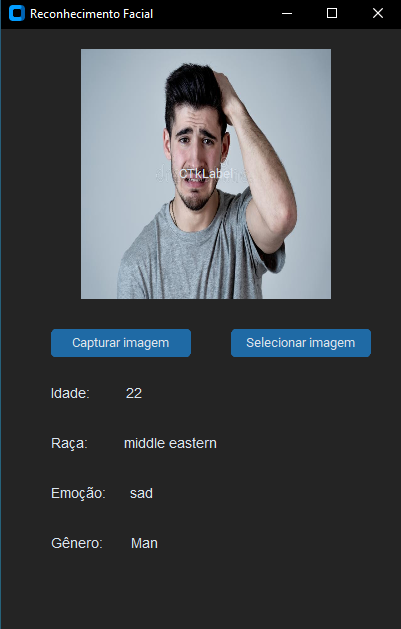 Reconhecimento Facial
CTkLabel
Capturar imagem Selecionar imagem
Idade: 22
Raça: middle eastern
Emoção: sad
Gênero: Man